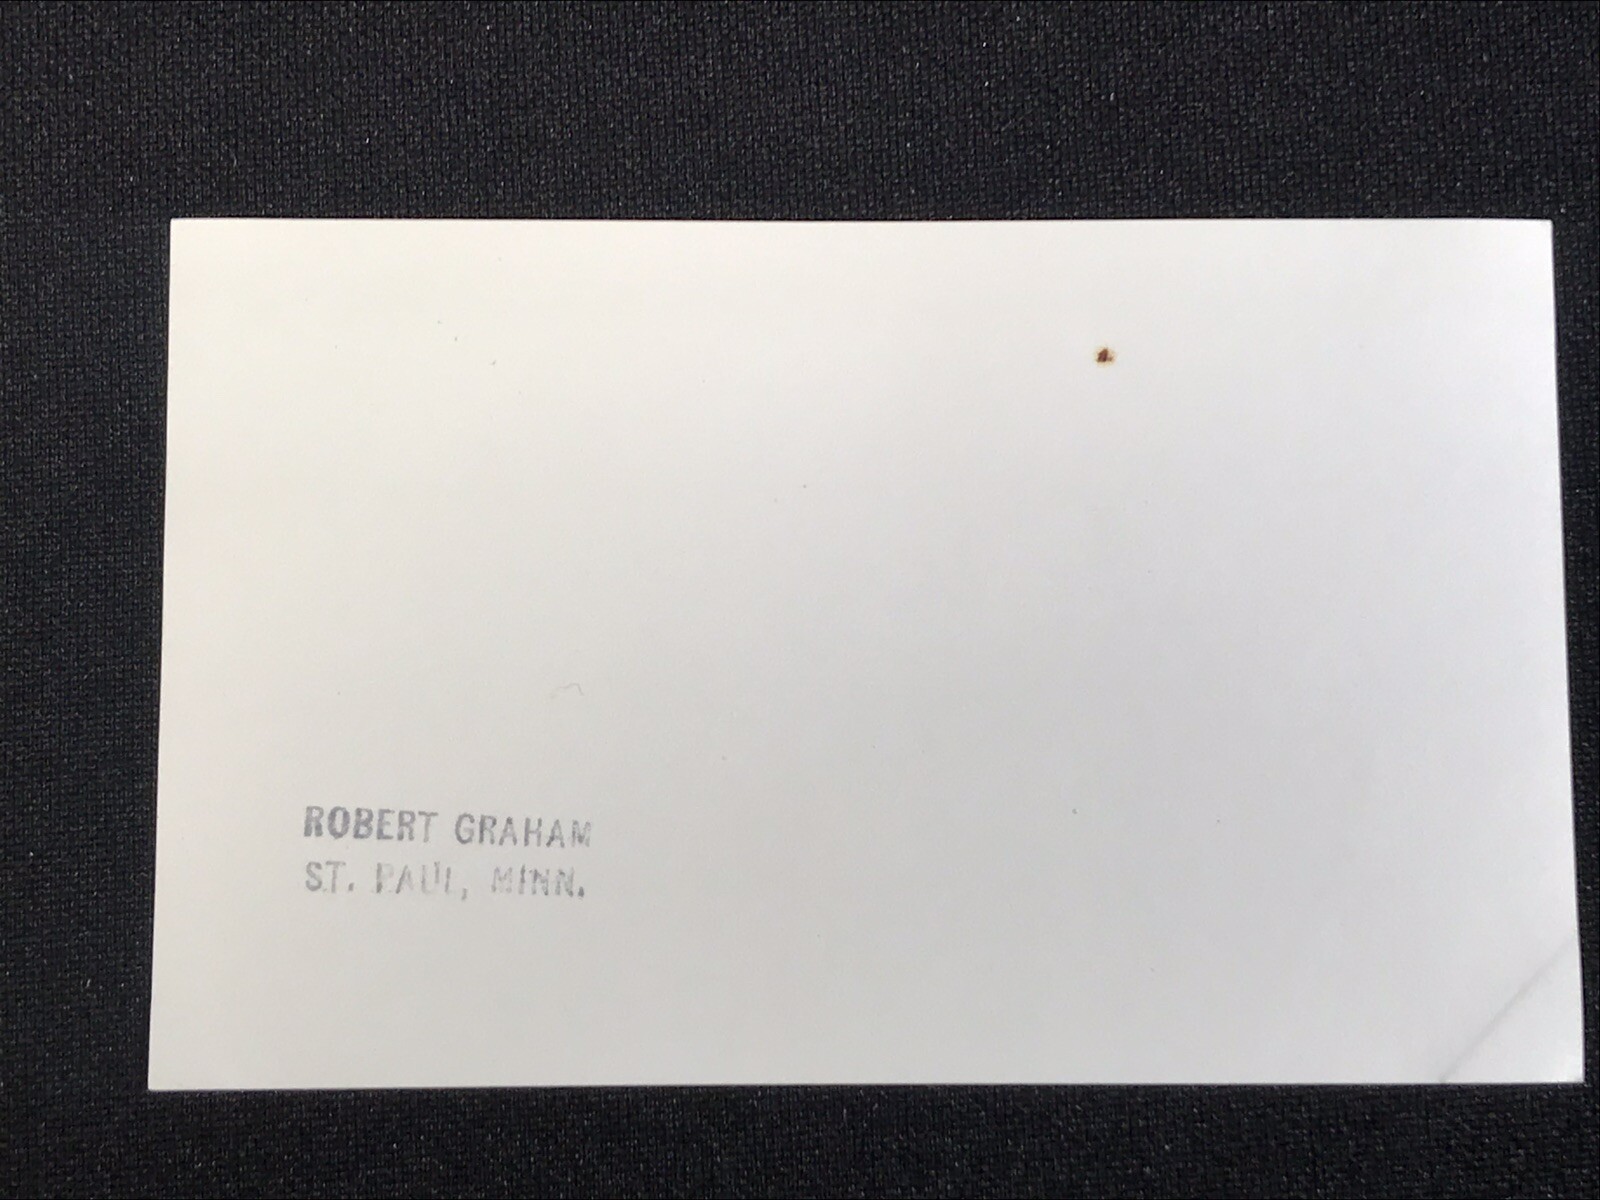 ROBERT GRAHAM
ST. PAUL, MINN.